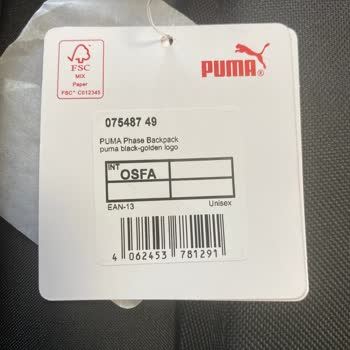 FSC
MIX
Paper
FSC® C012345
PUMA®
075487 49
PUMA Phase Backpack
puma black-golden logo
INT
OSFA
EAN-13 Unisex
4 062453 781291